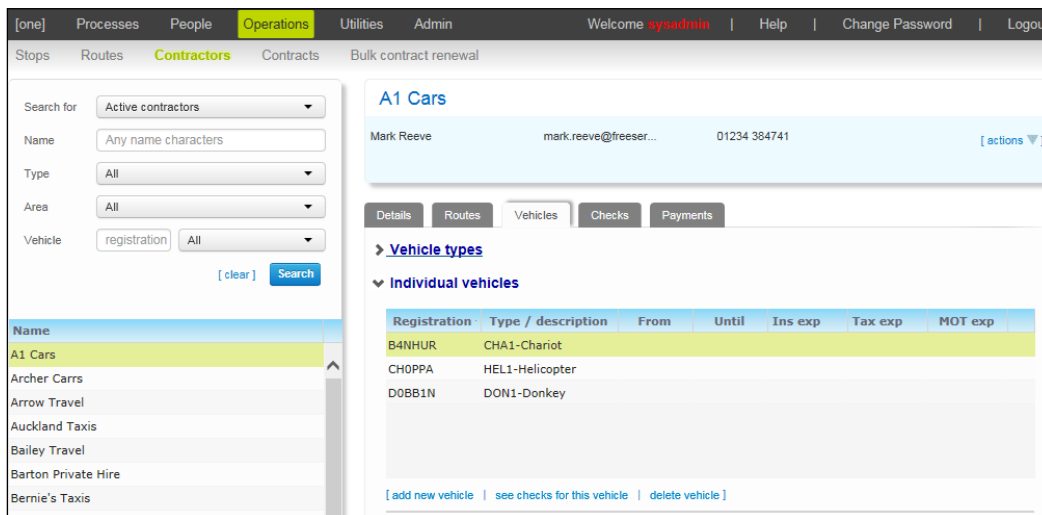 [one] Processes People Operations Utilities Admin Welcome sysadmin | Help | Change Password | Logou
Stops Routes Contractors Contracts Bulk contract renewal
Search for Active contractors
Name Any name characters
Type All
Area All
Vehicle registration All
[ clear ] Search
Name
A1 Cars
Archer Carrs
Arrow Travel
Auckland Taxis
Bailey Travel
Barton Private Hire
Bernie's Taxis
A1 Cars
Mark Reeve mark.reeve@freeser... 01234 384741 [ actions ]
Details Routes Vehicles Checks Payments
Vehicle types
Individual vehicles
Registration Type / description From Until Ins exp Tax exp MOT exp
B4NHUR CHA1-Chariot
CH0PPA HEL1-Helicopter
D0BB1N DON1-Donkey
[ add new vehicle | see checks for this vehicle | delete vehicle ]